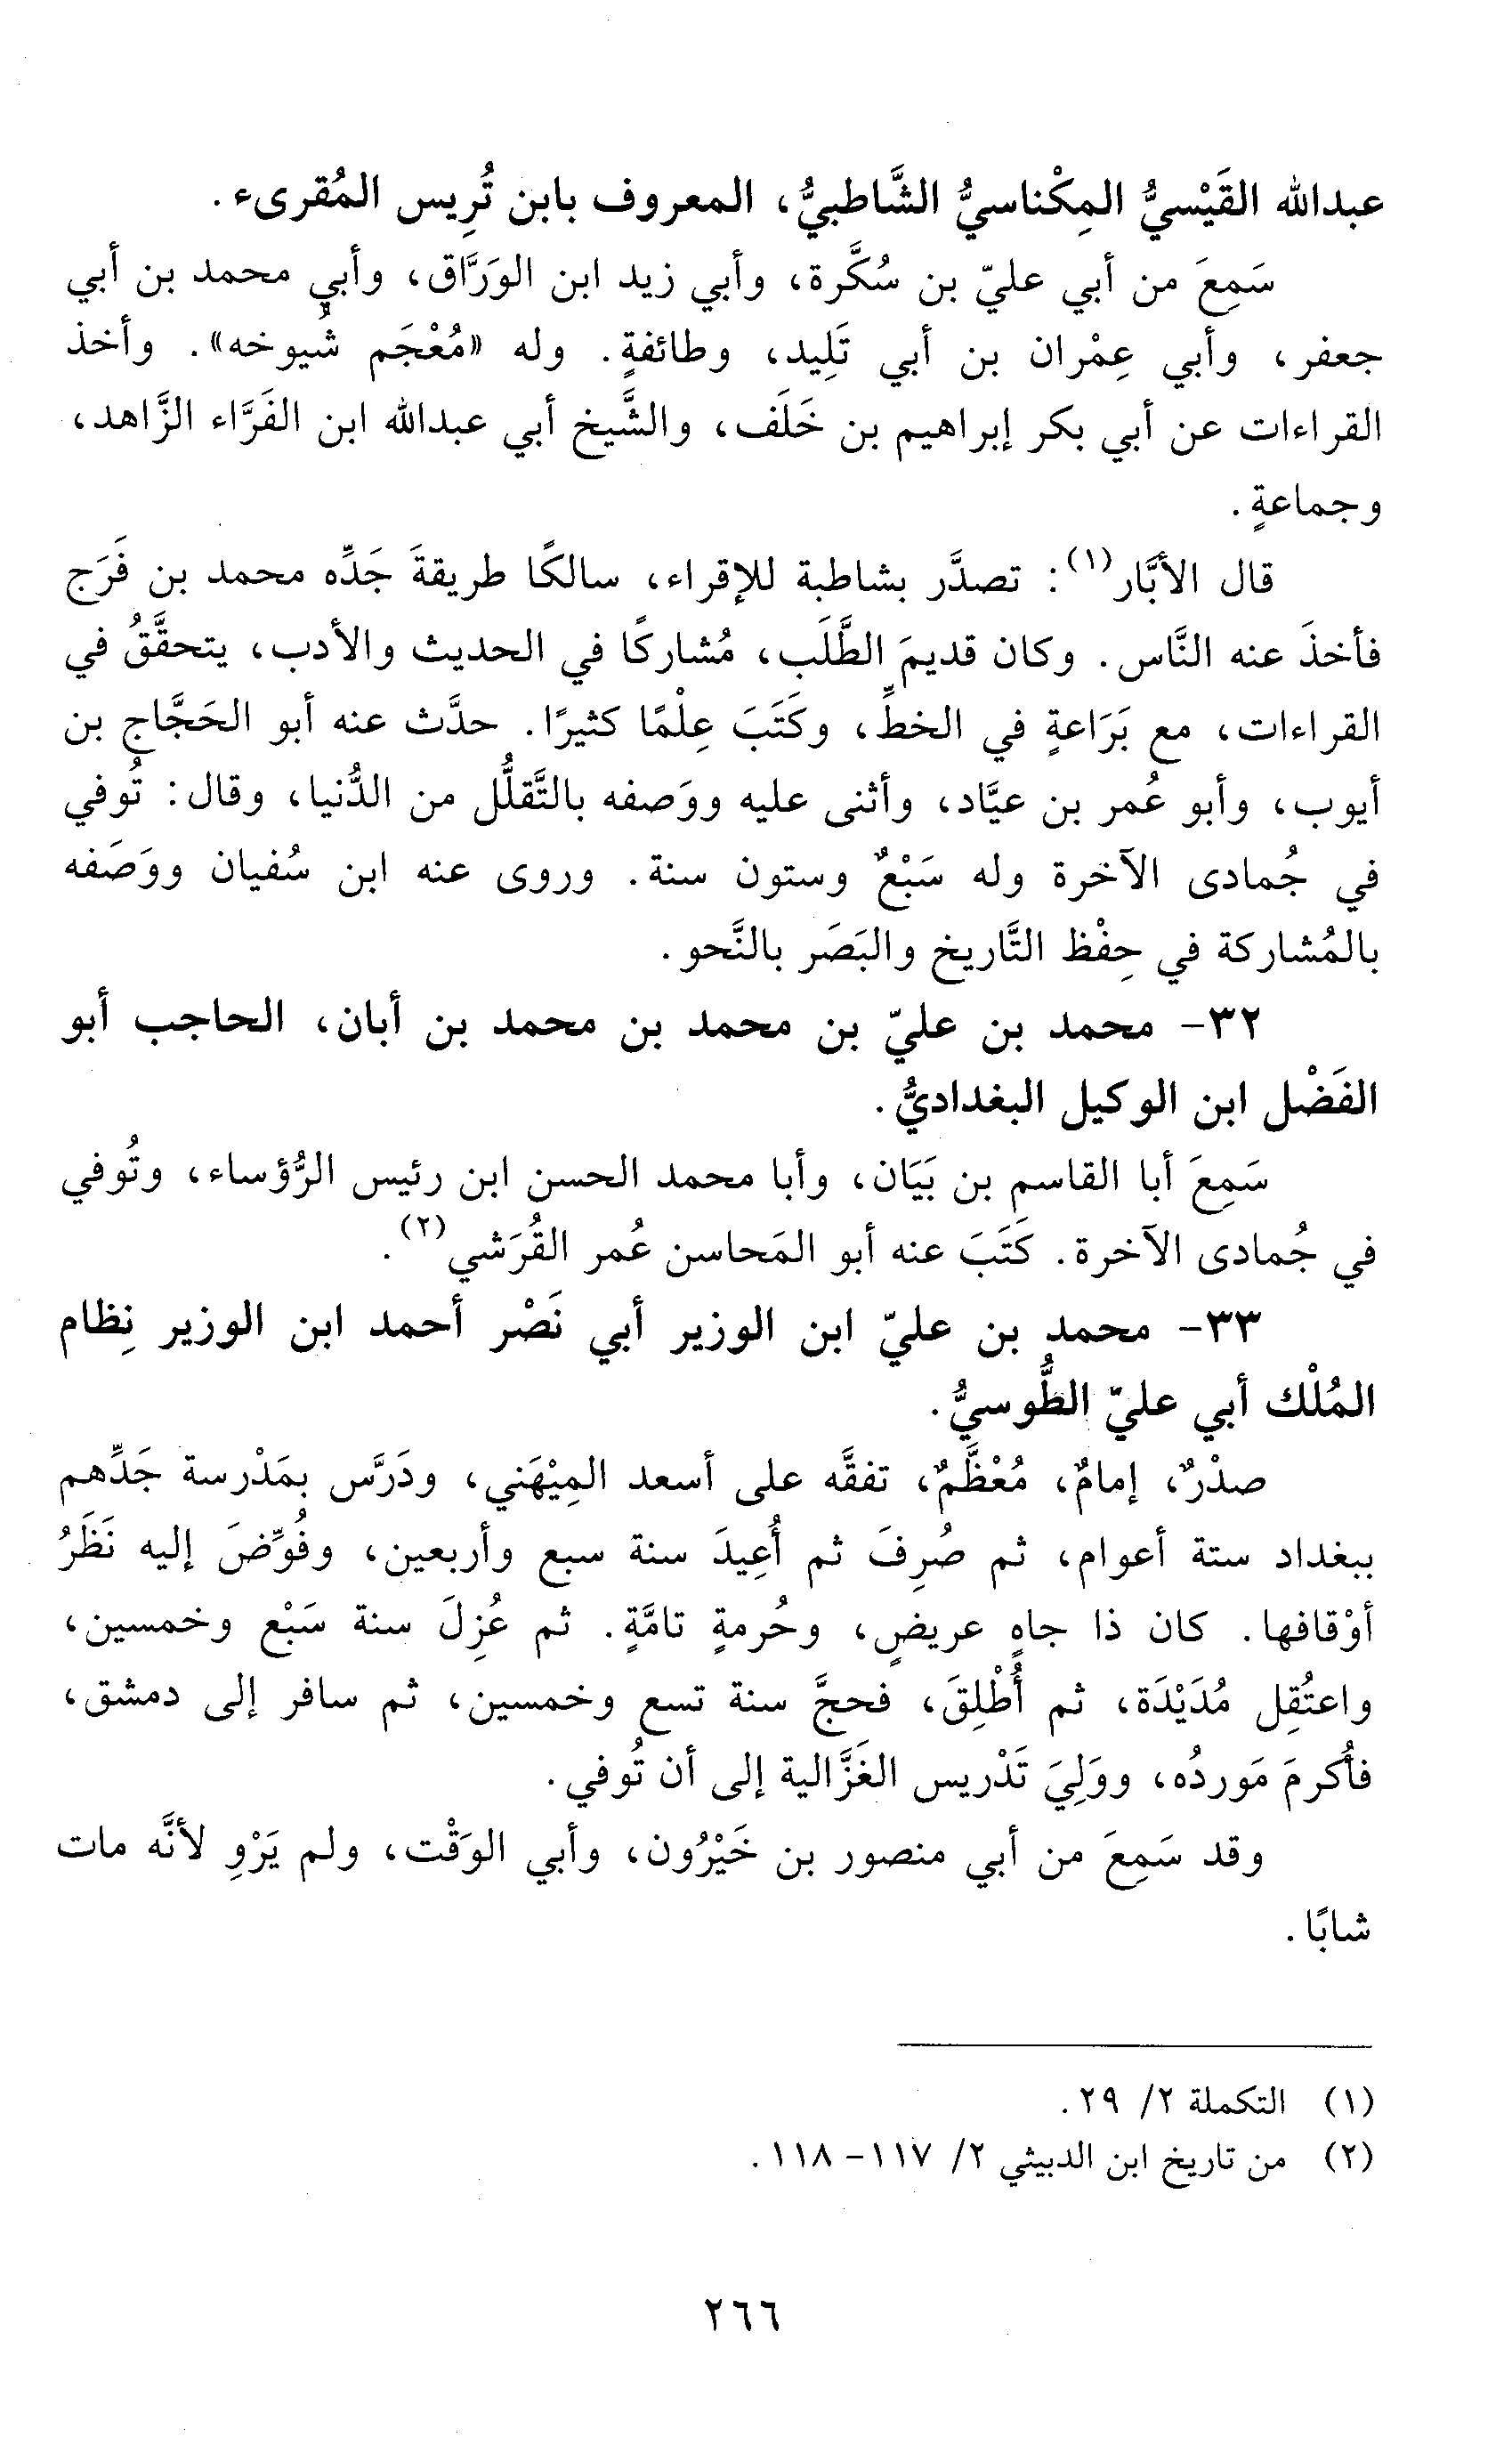 عبدالله القَيْسيُّ المِكْناسيُّ الشَّاطبيُّ، المعروف بابن تُرِيس المُقرىء.
سَمِعَ من أبي عليّ بن سُكَّرة، وأبي زيد ابن الوَرَّاق، وأبي محمد بن أبي
جعفر، وأبي عِمْران بن أبي تَلِيد، وطائفةٍ. وله «مُعْجَم شُيوخه». وأخذ
القراءات عن أبي بكر إبراهيم بن خَلَف، والشَّيخ أبي عبدالله ابن الفَرَّاء الزَّاهد،
وجماعةٍ.
قال الأبَّار(١): تصدَّر بشاطبة للإقراء، سالكًا طريقةَ جَدِّه محمد بن فَرَج
فأخذَ عنه النَّاس. وكان قديمَ الطَّلَب، مُشاركًا في الحديث والأدب، يتحقَّقُ في
القراءات، مع بَرَاعةٍ في الخطِّ، وكَتَبَ عِلْمًا كثيرًا. حدَّث عنه أبو الحَجَّاج بن
أيوب، وأبو عُمر بن عيَّاد، وأثنى عليه ووَصفه بالتَّقلُّل من الدُّنيا، وقال: تُوفي
في جُمادى الآخرة وله سَبْعٌ وستون سنة. وروى عنه ابن سُفيان ووَصَفه
بالمُشاركة في حِفْظ التَّاريخ والبَصَر بالنَّحو.
٣٢- محمد بن عليّ بن محمد بن محمد بن أبان، الحاجب أبو
الفَضْل ابن الوكيل البغداديُّ.
سَمِعَ أبا القاسم بن بَيَان، وأبا محمد الحسن ابن رئيس الرُّؤساء، وتُوفي
في جُمادى الآخرة. كَتَبَ عنه أبو المَحاسن عُمر القُرَشي(٢).
٣٣- محمد بن عليّ ابن الوزير أبي نَصْر أحمد ابن الوزير نِظام
المُلْك أبي عليّ الطُّوسيُّ.
صدْرٌ، إمامٌ، مُعْظَّمٌ، تفقَّه على أسعد المِيْهَني، ودَرَّس بمَدْرسة جَدِّهم
ببغداد ستة أعوام، ثم صُرِفَ ثم أُعِيدَ سنة سبع وأربعين، وفُوِّضَ إليه نَظَرُ
أوْقافها. كان ذا جاهٍ عريضٍ، وحُرمةٍ تامَّةٍ. ثم عُزِلَ سنة سَبْع وخمسين،
واعتُقِل مُدَيْدَة، ثم أُطْلِقَ، فحجَّ سنة تسع وخمسين، ثم سافر إلى دمشق،
فأُكرمَ مَوردُه، ووَلِيَ تَدْريس الغَزَّالية إلى أن تُوفي.
وقد سَمِعَ من أبي منصور بن خَيْرُون، وأبي الوَقْت، ولم يَرْوِ لأنَّه مات
شابًا.
(١) التكملة ٢/ ٢٩.
(٢) من تاريخ ابن الدبيثي ٢/ ١١٧- ١١٨.
٢٦٦